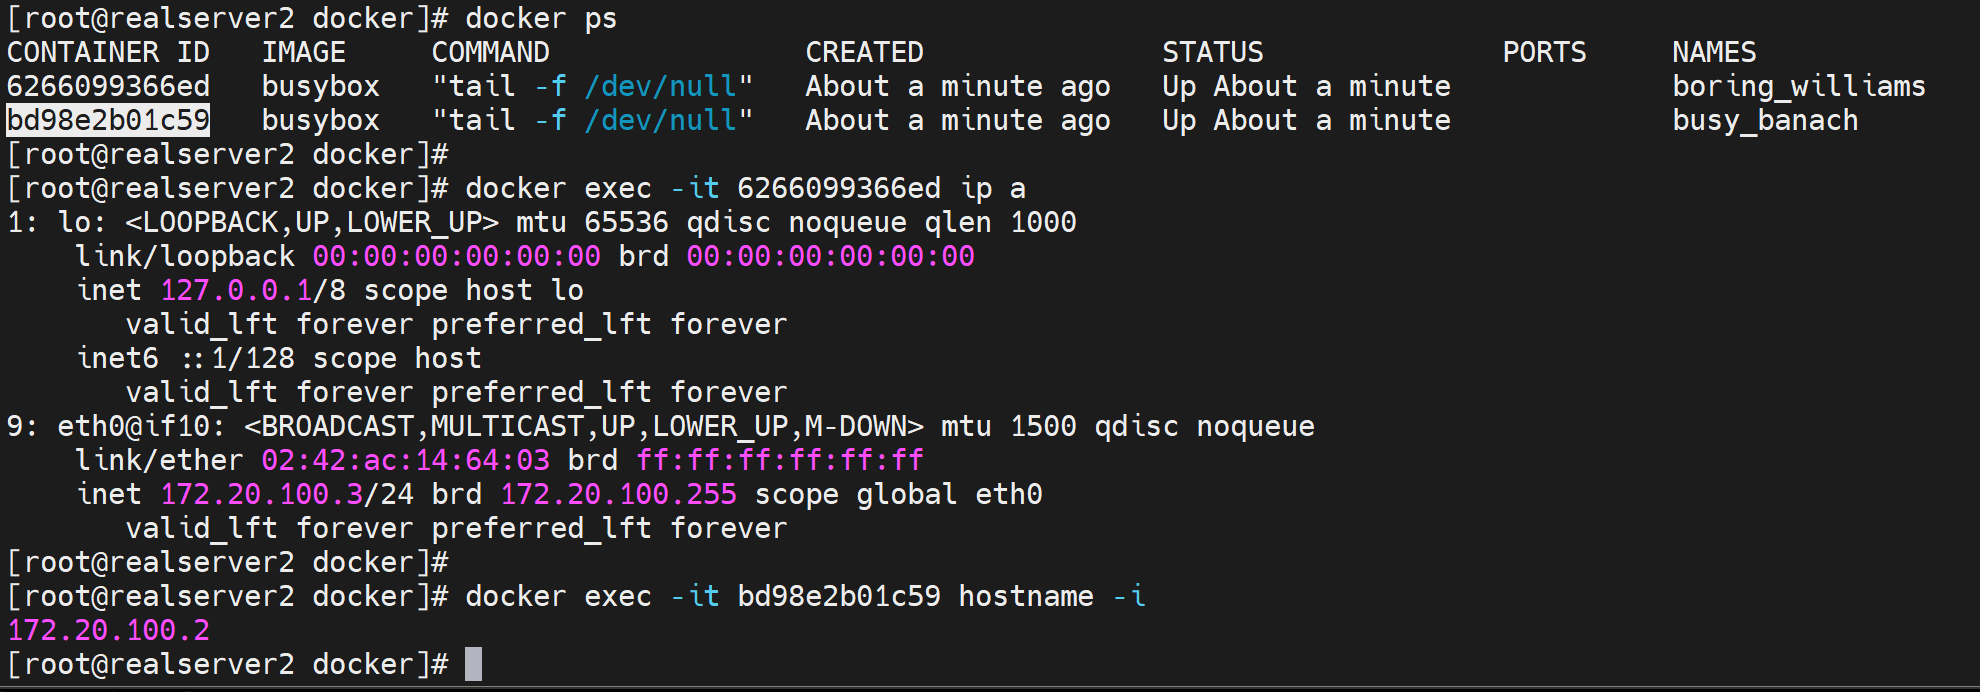 [root@realserver2 docker]# docker ps
CONTAINER ID   IMAGE     COMMAND               CREATED              STATUS              PORTS     NAMES
6266099366ed   busybox   "tail -f /dev/null"   About a minute ago   Up About a minute             boring_williams
bd98e2b01c59   busybox   "tail -f /dev/null"   About a minute ago   Up About a minute             busy_banach
[root@realserver2 docker]#
[root@realserver2 docker]# docker exec -it 6266099366ed ip a
1: lo: <LOOPBACK,UP,LOWER_UP> mtu 65536 qdisc noqueue qlen 1000
    link/loopback 00:00:00:00:00:00 brd 00:00:00:00:00:00
    inet 127.0.0.1/8 scope host lo
       valid_lft forever preferred_lft forever
    inet6 ::1/128 scope host
       valid_lft forever preferred_lft forever
9: eth0@if10: <BROADCAST,MULTICAST,UP,LOWER_UP,M-DOWN> mtu 1500 qdisc noqueue
    link/ether 02:42:ac:14:64:03 brd ff:ff:ff:ff:ff:ff
    inet 172.20.100.3/24 brd 172.20.100.255 scope global eth0
       valid_lft forever preferred_lft forever
[root@realserver2 docker]#
[root@realserver2 docker]# docker exec -it bd98e2b01c59 hostname -i
172.20.100.2
[root@realserver2 docker]#